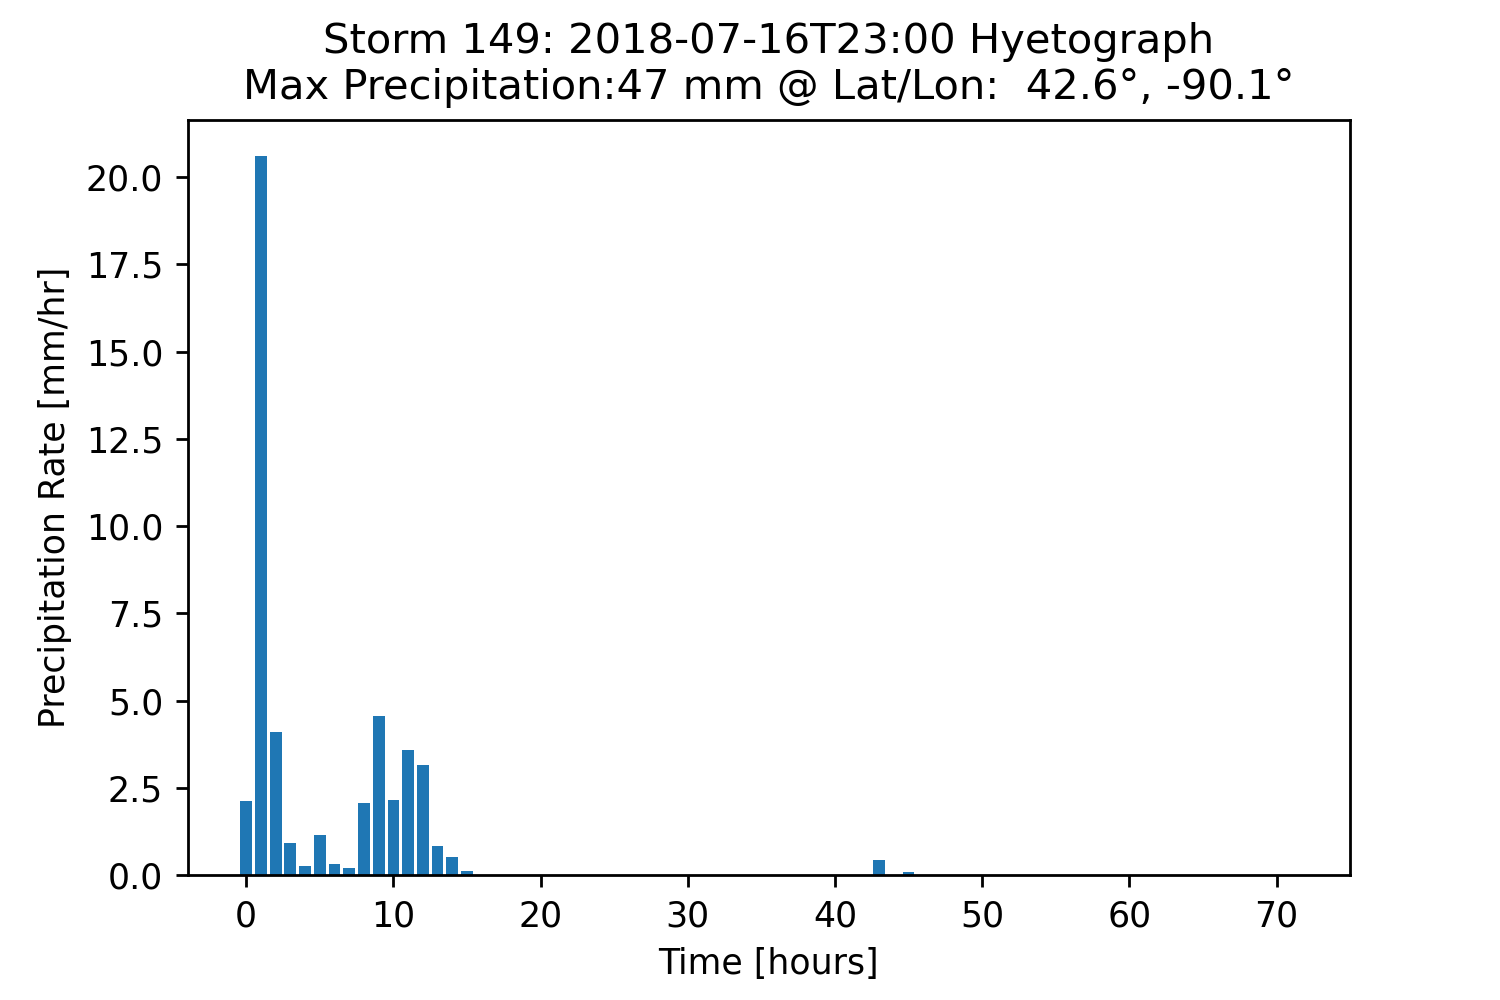 Storm 149: 2018-07-16T23:00 Hyetograph
Max Precipitation:47 mm @ Lat/Lon:  42.6°, -90.1°
Precipitation Rate [mm/hr]
20.0
17.5
15.0
12.5
10.0
7.5
5.0
2.5
0.0
0 10 20 30 40 50 60 70
Time [hours]